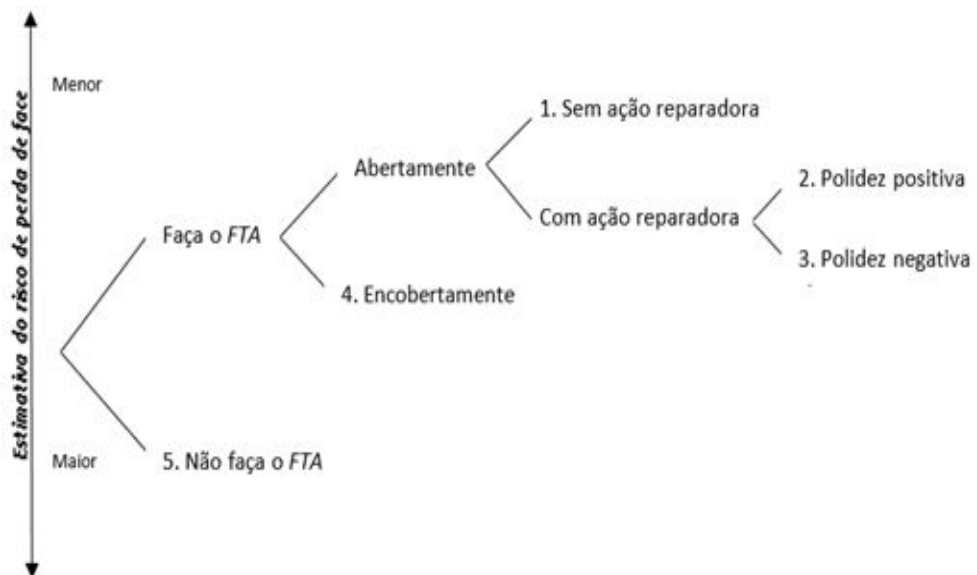 Estimativa do risco de perda de face
Menor
1. Sem ação reparadora
Abertamente
2. Polidez positiva
Com ação reparadora
Faça o FTA
3. Polidez negativa
4. Encobertamente
Maior
5. Não faça o FTA